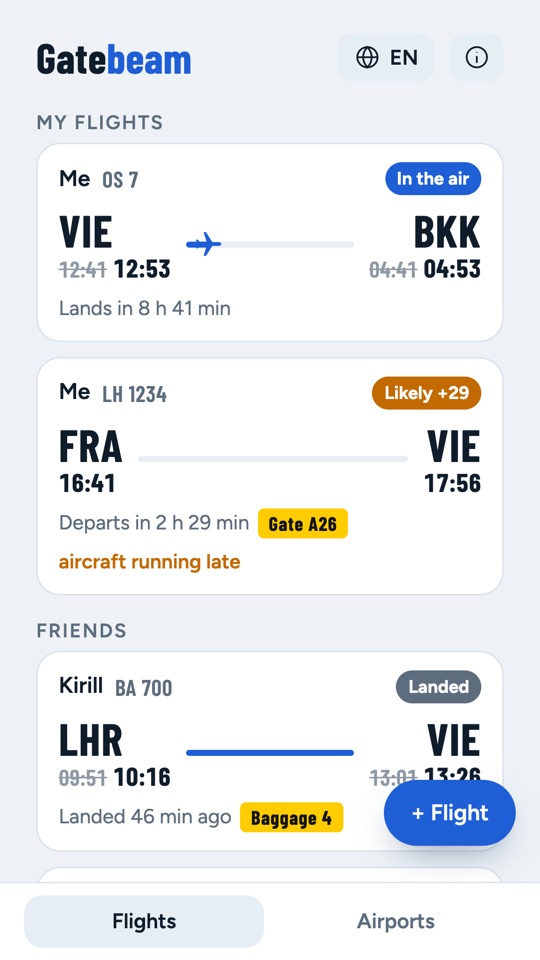 Gatebeam
EN
MY FLIGHTS
Me OS 7 In the air
VIE BKK
12:41 12:53 04:41 04:53
Lands in 8 h 41 min
Me LH 1234 Likely +29
FRA VIE
16:41 17:56
Departs in 2 h 29 min Gate A26
aircraft running late
FRIENDS
Kirill BA 700 Landed
LHR VIE
09:51 10:16 13:01 13:26
Landed 46 min ago Baggage 4
+ Flight
Flights Airports